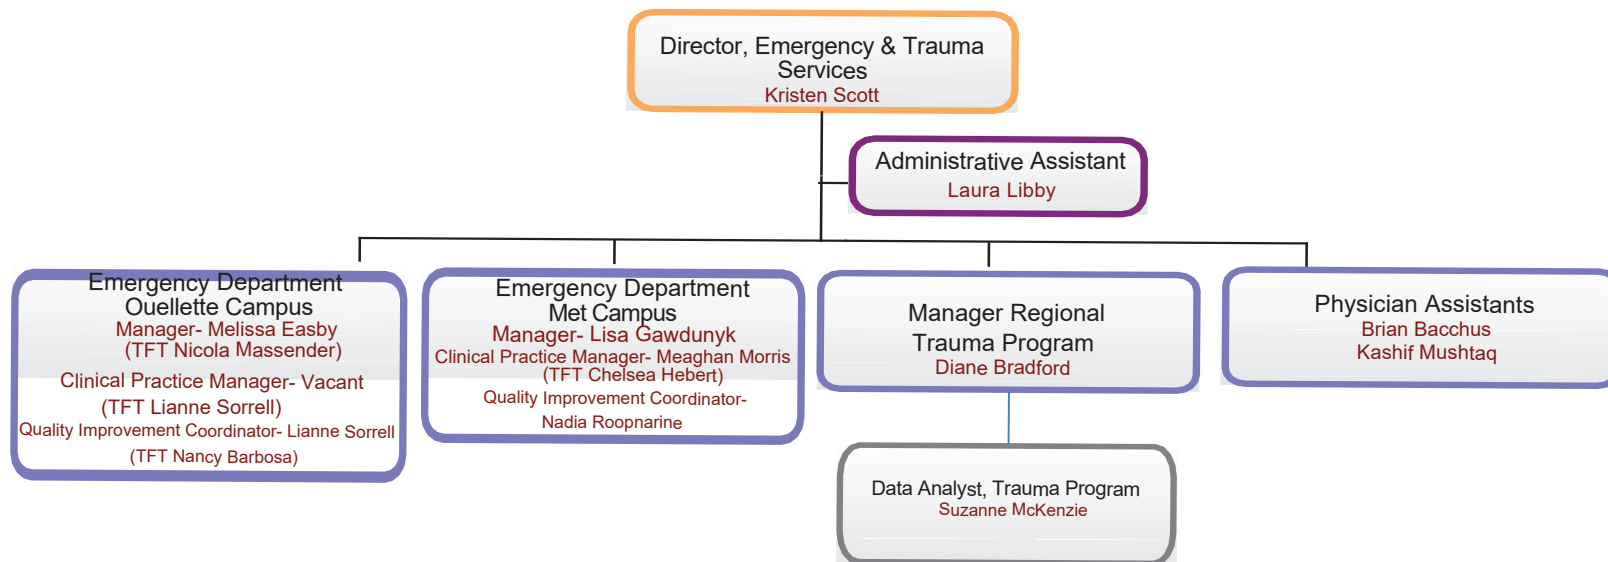 Director, Emergency & Trauma
Services
Kristen Scott
Administrative Assistant
Laura Libby
Emergency Department
Ouellette Campus
Manager- Melissa Easby
(TFT Nicola Massender)
Clinical Practice Manager- Vacant
(TFT Lianne Sorrell)
Quality Improvement Coordinator- Lianne Sorrell
(TFT Nancy Barbosa)
Emergency Department
Met Campus
Manager- Lisa Gawdunyk
Clinical Practice Manager- Meaghan Morris
(TFT Chelsea Hebert)
Quality Improvement Coordinator-
Nadia Roopnarine
Manager Regional
Trauma Program
Diane Bradford
Physician Assistants
Brian Bacchus
Kashif Mushtaq
Data Analyst, Trauma Program
Suzanne McKenzie